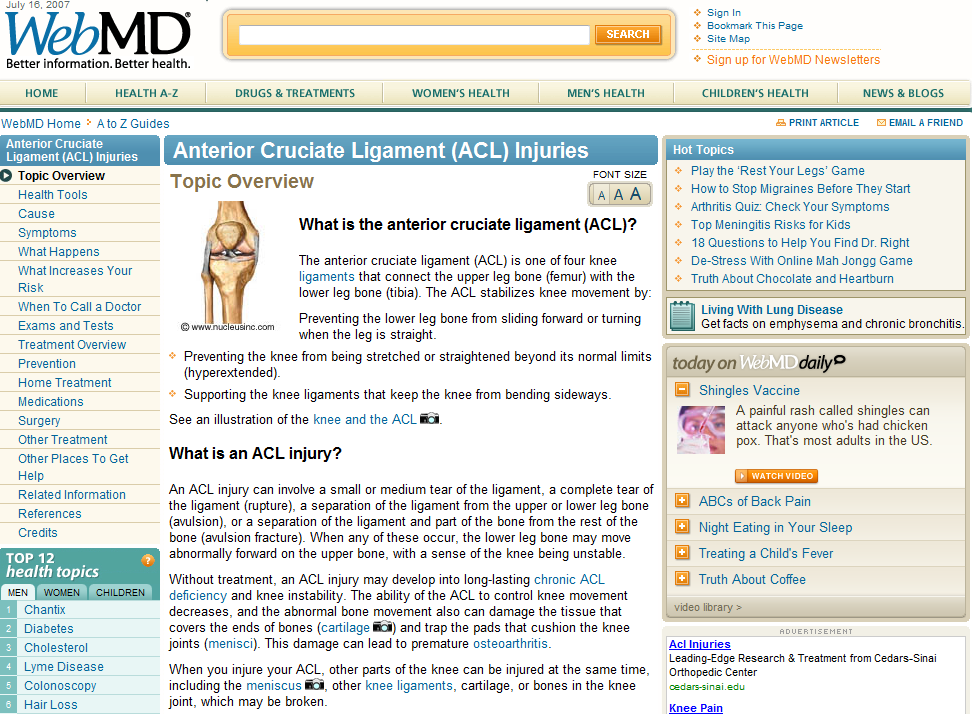 July 16, 2007
WebMD®
Better information. Better health.
SEARCH
Sign In
Bookmark This Page
Site Map
Sign up for WebMD Newsletters
HOME
HEALTH A-Z
DRUGS & TREATMENTS
WOMEN'S HEALTH
MEN'S HEALTH
CHILDREN'S HEALTH
NEWS & BLOGS
WebMD Home
A to Z Guides
PRINT ARTICLE
EMAIL A FRIEND
Anterior Cruciate
Ligament (ACL) Injuries
Topic Overview
Health Tools
Cause
Symptoms
What Happens
What Increases Your
Risk
When To Call a Doctor
Exams and Tests
Treatment Overview
Prevention
Home Treatment
Medications
Surgery
Other Treatment
Other Places To Get
Help
Related Information
References
Credits
TOP 12
health topics
?
MEN
WOMEN
CHILDREN
1 Chantix
2 Diabetes
3 Cholesterol
4 Lyme Disease
5 Colonoscopy
6 Hair Loss
Anterior Cruciate Ligament (ACL) Injuries
Topic Overview
FONT SIZE
A A A
© www.nucleusinc.com
What is the anterior cruciate ligament (ACL)?
The anterior cruciate ligament (ACL) is one of four knee
ligaments that connect the upper leg bone (femur) with the
lower leg bone (tibia). The ACL stabilizes knee movement by:
Preventing the lower leg bone from sliding forward or turning
when the leg is straight.
Preventing the knee from being stretched or straightened beyond its normal limits
(hyperextended).
Supporting the knee ligaments that keep the knee from bending sideways.
See an illustration of the knee and the ACL.
What is an ACL injury?
An ACL injury can involve a small or medium tear of the ligament, a complete tear of
the ligament (rupture), a separation of the ligament from the upper or lower leg bone
(avulsion), or a separation of the ligament and part of the bone from the rest of the
bone (avulsion fracture). When any of these occur, the lower leg bone may move
abnormally forward on the upper bone, with a sense of the knee being unstable.
Without treatment, an ACL injury may develop into long-lasting chronic ACL
deficiency and knee instability. The ability of the ACL to control knee movement
decreases, and the abnormal bone movement also can damage the tissue that
covers the ends of bones (cartilage) and trap the pads that cushion the knee
joints (menisci). This damage can lead to premature osteoarthritis.
When you injure your ACL, other parts of the knee can be injured at the same time,
including the meniscus, other knee ligaments, cartilage, or bones in the knee
joint, which may be broken.
Hot Topics
Play the 'Rest Your Legs' Game
How to Stop Migraines Before They Start
Arthritis Quiz: Check Your Symptoms
Top Meningitis Risks for Kids
18 Questions to Help You Find Dr. Right
De-Stress With Online Mah Jongg Game
Truth About Chocolate and Heartburn
Living With Lung Disease
Get facts on emphysema and chronic bronchitis.
today on WebMD daily
Shingles Vaccine
A painful rash called shingles can
attack anyone who's had chicken
pox. That's most adults in the US.
WATCH VIDEO
ABCs of Back Pain
Night Eating in Your Sleep
Treating a Child's Fever
Truth About Coffee
video library >
ADVERTISEMENT
Acl Injuries
Leading-Edge Research & Treatment from Cedars-Sinai
Orthopedic Center
cedars-sinai.edu
Knee Pain